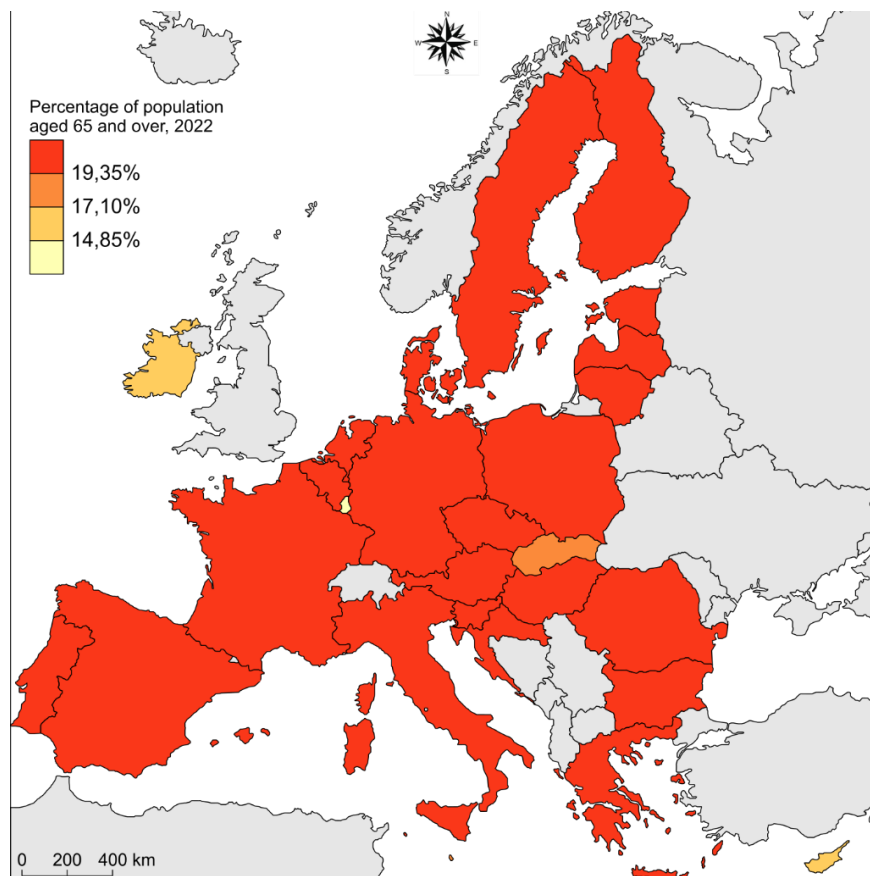 N
W E
S
Percentage of population
aged 65 and over, 2022
19,35%
17,10%
14,85%
0 200 400 km